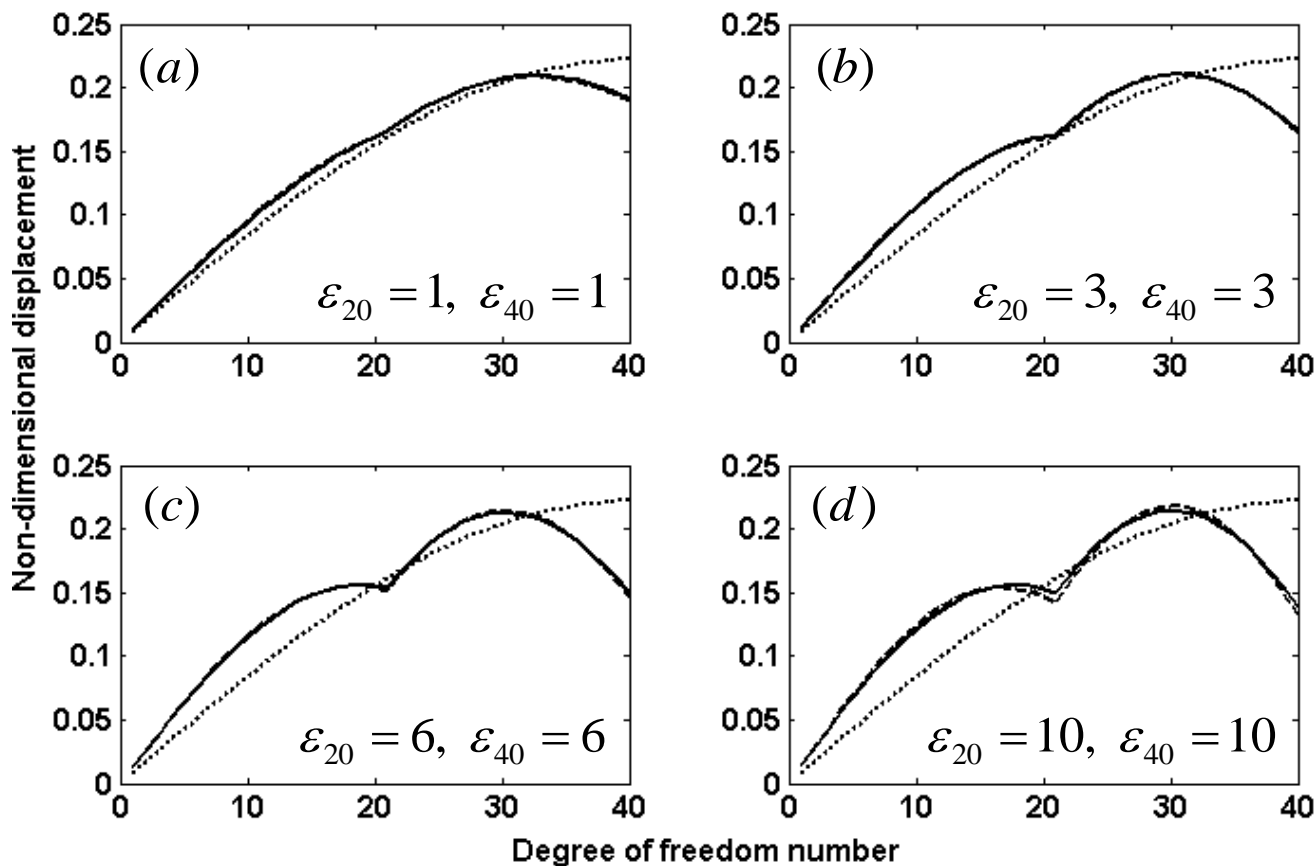 Non-dimensional displacement
0.25
0.2
0.15
0.1
0.05
0
(a)
ε20 = 1, ε40 = 1
0 10 20 30 40
0.25
0.2
0.15
0.1
0.05
0
(b)
ε20 = 3, ε40 = 3
0 10 20 30 40
0.25
0.2
0.15
0.1
0.05
0
(c)
ε20 = 6, ε40 = 6
0 10 20 30 40
0.25
0.2
0.15
0.1
0.05
0
(d)
ε20 = 10, ε40 = 10
0 10 20 30 40
Degree of freedom number